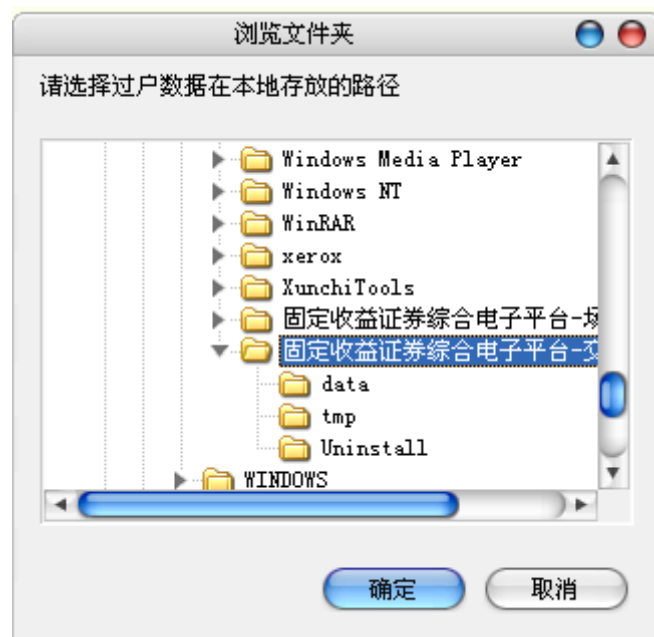 浏览文件夹
请选择过户数据在本地存放的路径
Windows Media Player
Windows NT
WinRAR
xerox
XunchiTools
固定收益证券综合电子平台-场
固定收益证券综合电子平台-交
data
tmp
Uninstall
WINDOWS
确定
取消